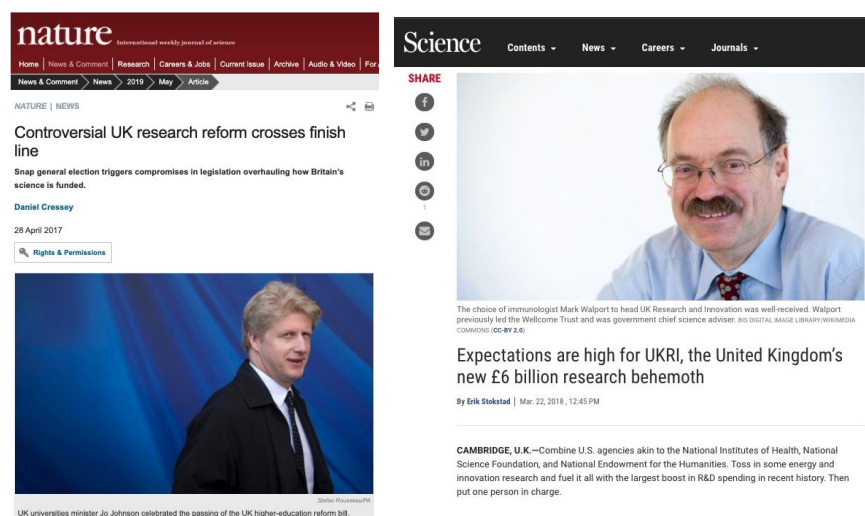 nature International weekly journal of science
Home | News & Comment | Research | Careers & Jobs | Current Issue | Archive | Audio & Video | For
News & Comment > News > 2019 > May > Article
NATURE | NEWS
Controversial UK research reform crosses finish
line
Snap general election triggers compromises in legislation overhauling how Britain's
science is funded.
Daniel Cressey
28 April 2017
Rights & Permissions
Stefan Rousseau/PA
UK universities minister Jo Johnson celebrated the passing of the UK higher-education reform bill.
Science Contents News Careers Journals
SHARE
1
The choice of immunologist Mark Walport to head UK Research and Innovation was well-received. Walport
previously led the Wellcome Trust and was government chief science adviser. BIS DIGITAL IMAGE LIBRARY/WIKIMEDIA
COMMONS (CC-BY 2.0)
Expectations are high for UKRI, the United Kingdom's
new £6 billion research behemoth
By Erik Stokstad | Mar. 22, 2018 , 12:45 PM
CAMBRIDGE, U.K.—Combine U.S. agencies akin to the National Institutes of Health, National
Science Foundation, and National Endowment for the Humanities. Toss in some energy and
innovation research and fuel it all with the largest boost in R&D spending in recent history. Then
put one person in charge.